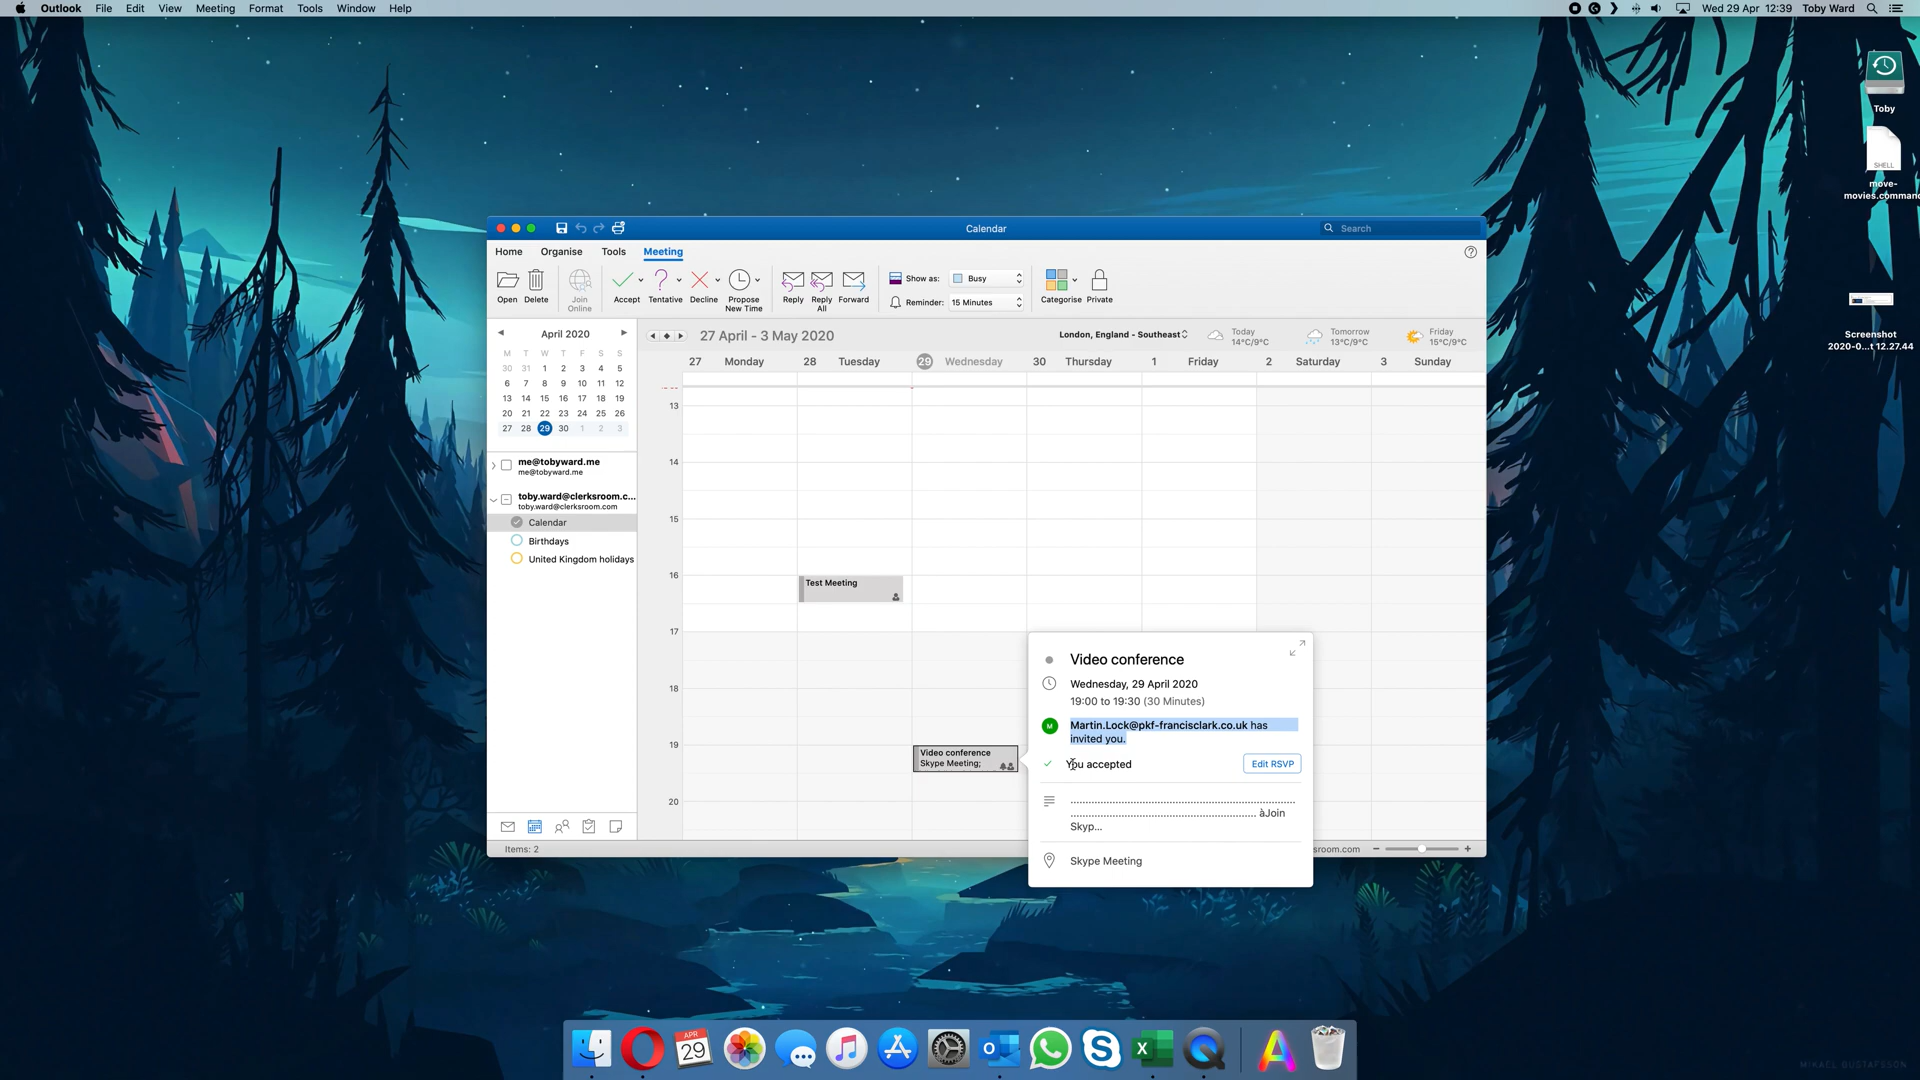 Outlook File Edit View Meeting Format Tools Window Help
Wed 29 Apr 12:39 Toby Ward
Toby
SHELL
move-
movies.comman
Screenshot
2020-0...t 12.27.44
Calendar
Search
Home Organise Tools Meeting
Open Delete Join Online Accept Tentative Decline Propose New Time Reply Reply All Forward
Show as: Busy
Reminder: 15 Minutes
Categorise Private
April 2020
M T W T F S S
30 31 1 2 3 4 5
6 7 8 9 10 11 12
13 14 15 16 17 18 19
20 21 22 23 24 25 26
27 28 29 30 1 2 3
me@tobyward.me
me@tobyward.me
toby.ward@clerksroom.c...
toby.ward@clerksroom.com
Calendar
Birthdays
United Kingdom holidays
27 April - 3 May 2020
London, England - Southeast
Today
14°C/9°C
Tomorrow
13°C/9°C
Friday
15°C/9°C
27 Monday 28 Tuesday 29 Wednesday 30 Thursday 1 Friday 2 Saturday 3 Sunday
13
14
15
16
Test Meeting
17
18
19
Video conference
Skype Meeting;
20
Video conference
Wednesday, 29 April 2020
19:00 to 19:30 (30 Minutes)
M
Martin.Lock@pkf-francisclark.co.uk has
invited you.
You accepted
Edit RSVP
...........................................................................
.............................................................. àJoin
Skyp...
Skype Meeting
Items: 2
sroom.com
APR
29
MIKAEL GUSTAFSSON